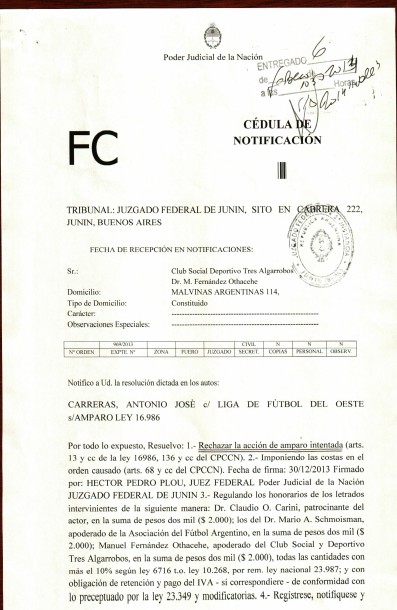 Poder Judicial de la Nación
ENTREGADO 6
de
a las Horas
CÉDULA DE
NOTIFICACIÓN
FC
TRIBUNAL: JUZGADO FEDERAL DE JUNIN, SITO EN CABRERA 222,
JUNIN, BUENOS AIRES
FECHA DE RECEPCIÓN EN NOTIFICACIONES:
Sr.: Club Social Deportivo Tres Algarrobos
Dr. M. Fernández Othacehe
Domicilio: MALVINAS ARGENTINAS 114,
Tipo de Domicilio: Constituído
Carácter: ----------------------------------------
Observaciones Especiales: ----------------------------------------
969/2013 CIVIL N N N
Nº ORDEN EXPTE. Nº ZONA FUERO JUZGADO SECRET. COPIAS PERSONAL OBSERV.
Notifico a Ud. la resolución dictada en los autos:
CARRERAS, ANTONIO JOSÈ c/ LIGA DE FÚTBOL DEL OESTE
s/AMPARO LEY 16.986
Por todo lo expuesto, Resuelvo: 1.- Rechazar la acción de amparo intentada (arts.
13 y cc de la ley 16986, 136 y cc del CPCCN). 2.- Imponiendo las costas en el
orden causado (arts. 68 y cc del CPCCN). Fecha de firma: 30/12/2013 Firmado
por: HECTOR PEDRO PLOU, JUEZ FEDERAL Poder Judicial de la Nación
JUZGADO FEDERAL DE JUNIN 3.- Regulando los honorarios de los letrados
intervinientes de la siguiente manera: Dr. Claudio O. Carini, patrocinante del
actor, en la suma de pesos dos mil ($ 2.000); los del Dr. Mario A. Schmoisman,
apoderado de la Asociación del Fútbol Argentino, en la suma de pesos dos mil ($
2.000); Manuel Fernández Othacehe, apoderado del Club Social y Deportivo
Tres Algarrobos, en la suma de pesos dos mil ($ 2.000), todas las cantidades con
más el 10% según ley 6716 t.o. ley 10.268, por rem. ley nacional 23.987; y con
obligación de retención y pago del IVA - si correspondiere - de conformidad con
lo preceptuado por la ley 23.349 y modificatorias. 4.- Regístrese, notifíquese y